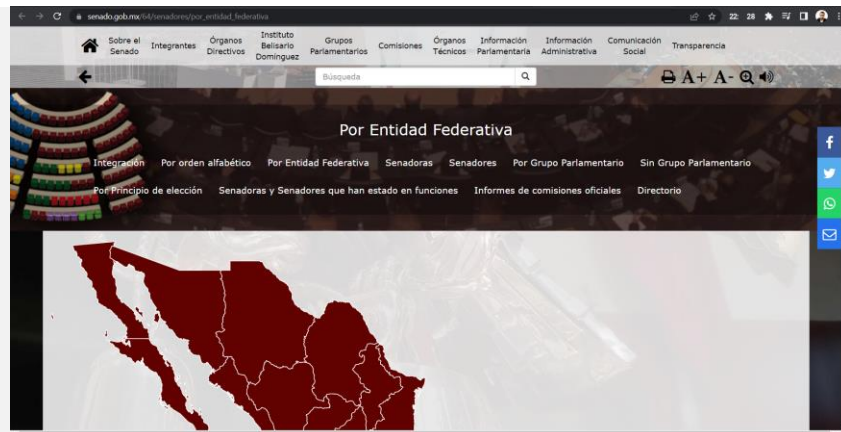 senado.gob.mx/64/senadores/por_entidad_federativa
22: 28
Sobre el Senado
Integrantes
Órganos Directivos
Instituto Belisario Domínguez
Grupos Parlamentarios
Comisiones
Órganos Técnicos
Información Parlamentaria
Información Administrativa
Comunicación Social
Transparencia
Búsqueda
A+ A-
Por Entidad Federativa
Integración Por orden alfabético Por Entidad Federativa Senadoras Senadores Por Grupo Parlamentario Sin Grupo Parlamentario
Por Principio de elección Senadoras y Senadores que han estado en funciones Informes de comisiones oficiales Directorio